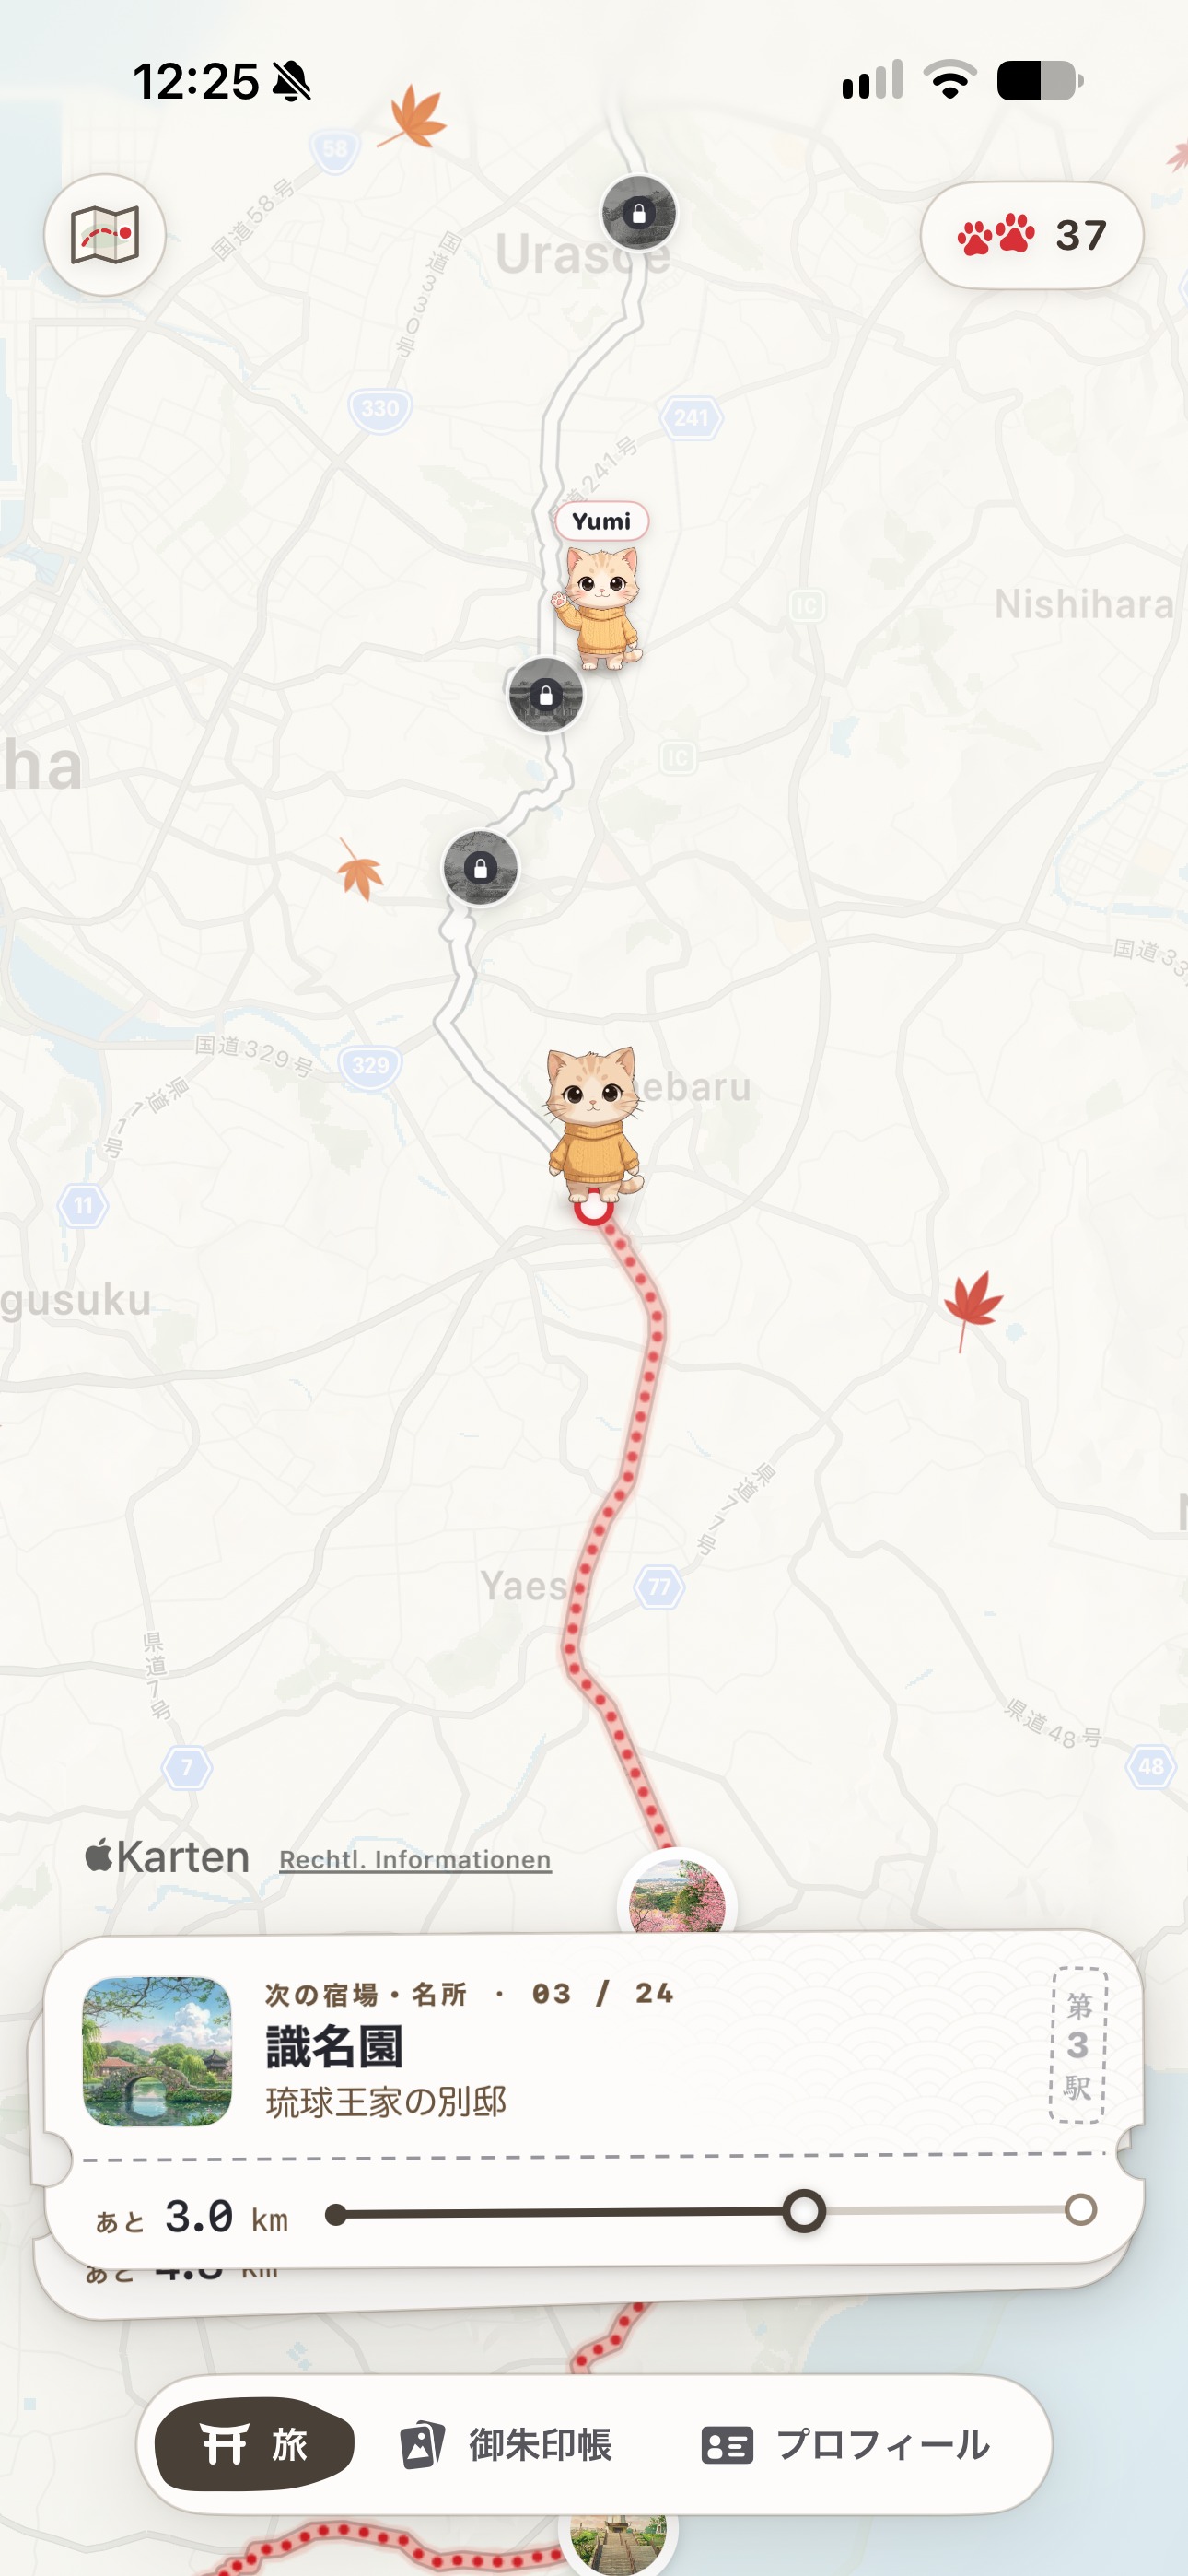 12:25
58
国道58号
国道330号
37
330
241
道241号
Yumi
IC
Nishihara
IC
ha
国道329号
329
県道11号
11
gusuku
Yaes
77
県道77号
県道7号
7
県道48号
48
Karten
Rechtl. Informationen
次の宿場・名所 · 03 / 24
識名園
琉球王家の別邸
第3駅
あと 3.0 km
旅
御朱印帳
プロフィール